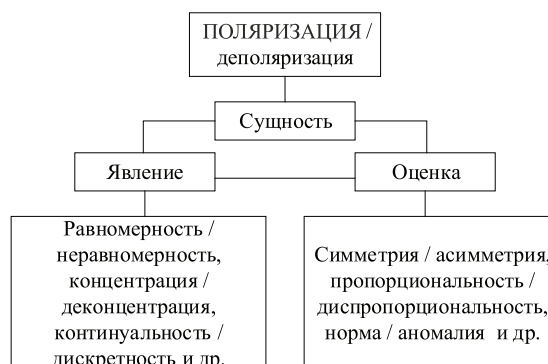 ПОЛЯРИЗАЦИЯ /
деполяризация
Сущность
Явление
Оценка
Равномерность /
неравномерность,
концентрация /
деконцентрация,
континуальность /
дискретность и др.
Симметрия / асимметрия,
пропорциональность /
диспропорциональность,
норма / аномалия и др.